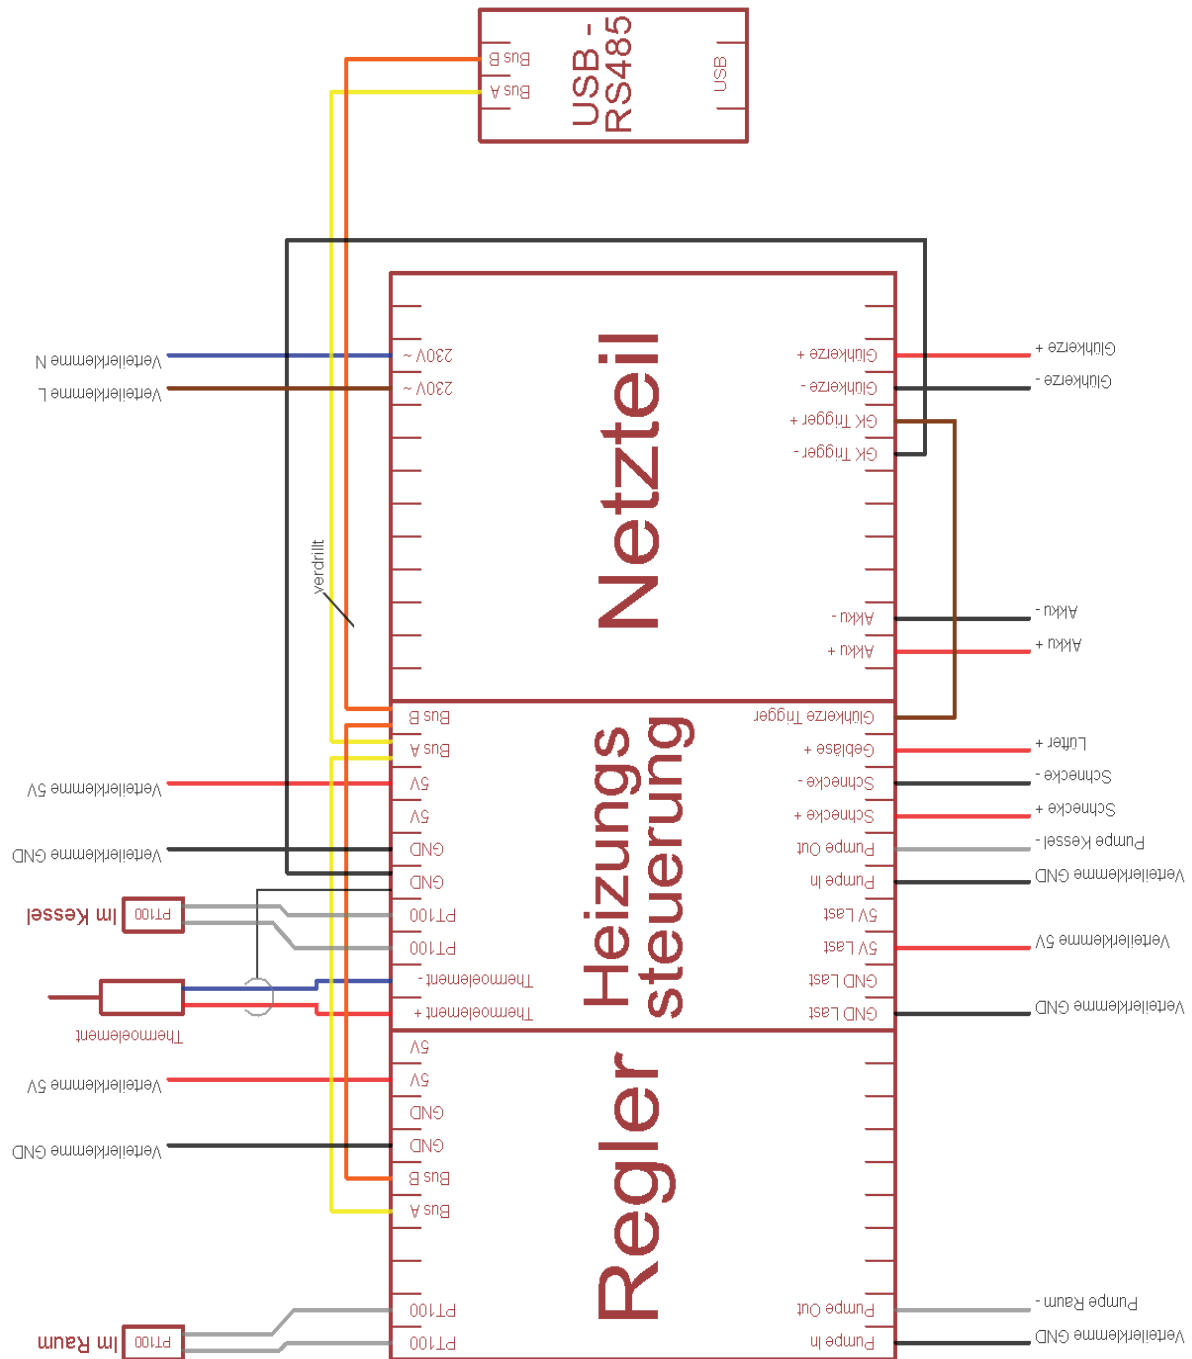 USB -
RS485
Bus B
Bus A
USB
Netzteil
Verteilerklemme N
230V ~
Verteilerklemme L
230V ~
Glühkerze +
Glühkerze +
Glühkerze -
Glühkerze -
GK Trigger +
GK Trigger -
verdrillt
Akku -
Akku -
Akku +
Akku +
Heizungs
steuerung
Bus B
Bus A
Verteilerklemme 5V
5V
5V
Verteilerklemme GND
GND
GND
Im Kessel
PT100
PT100
PT100
Thermoelement -
Thermoelement +
Thermoelement
Glühkerze Trigger
Gebläse +
Lüfter +
Schnecke -
Schnecke -
Schnecke +
Schnecke +
Pumpe Out
Pumpe Kessel -
Pumpe In
Verteilerklemme GND
5V Last
5V Last
Verteilerklemme 5V
GND Last
GND Last
Verteilerklemme GND
Regler
5V
Verteilerklemme 5V
5V
GND
Verteilerklemme GND
GND
Bus B
Bus A
Im Raum
PT100
PT100
PT100
Pumpe Out
Pumpe Raum -
Pumpe In
Verteilerklemme GND